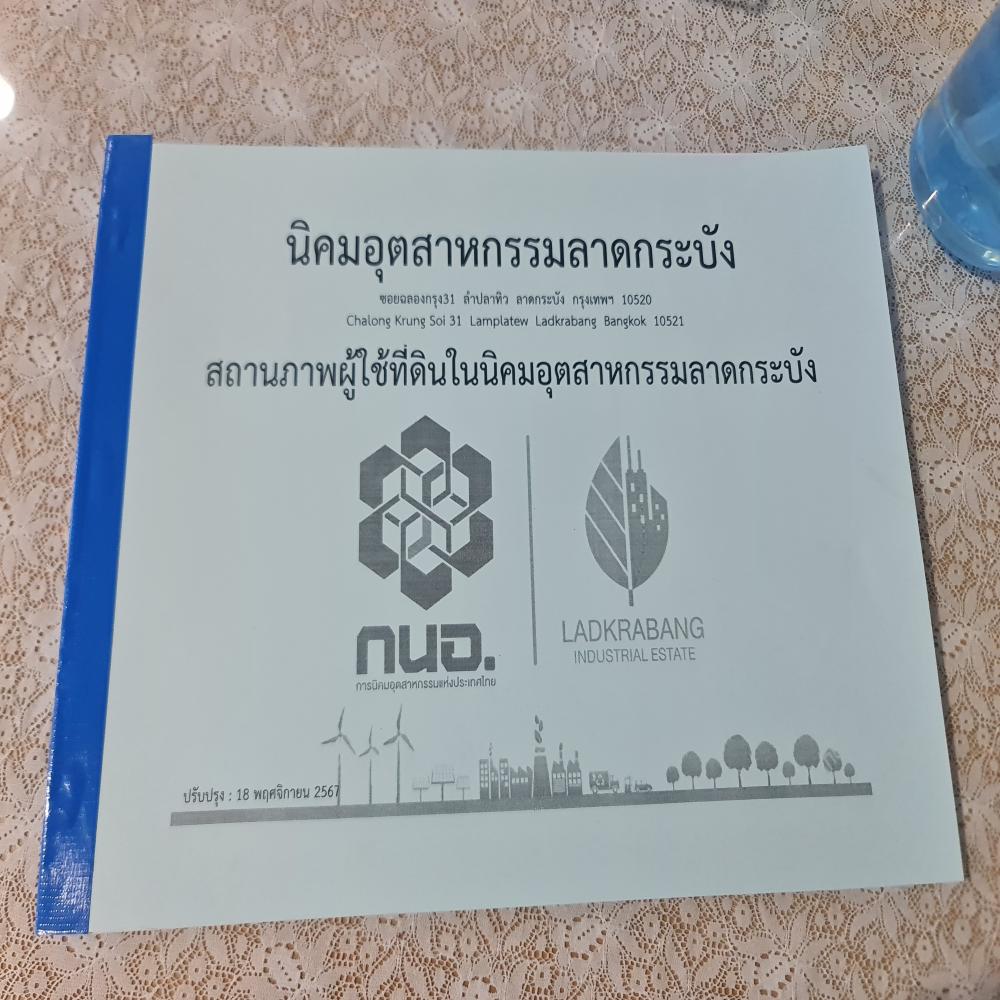 นิคมอุตสาหกรรมลาดกระบัง
ซอยฉลองกรุง31 ลำปลาทิว ลาดกระบัง กรุงเทพฯ 10520
Chalong Krung Soi 31 Lamplatew Ladkrabang Bangkok 10521
สถานภาพผู้ใช้ที่ดินในนิคมอุตสาหกรรมลาดกระบัง
กนอ.
การนิคมอุตสาหกรรมแห่งประเทศไทย
LADKRABANG
INDUSTRIAL ESTATE
ปรับปรุง : 18 พฤศจิกายน 2567